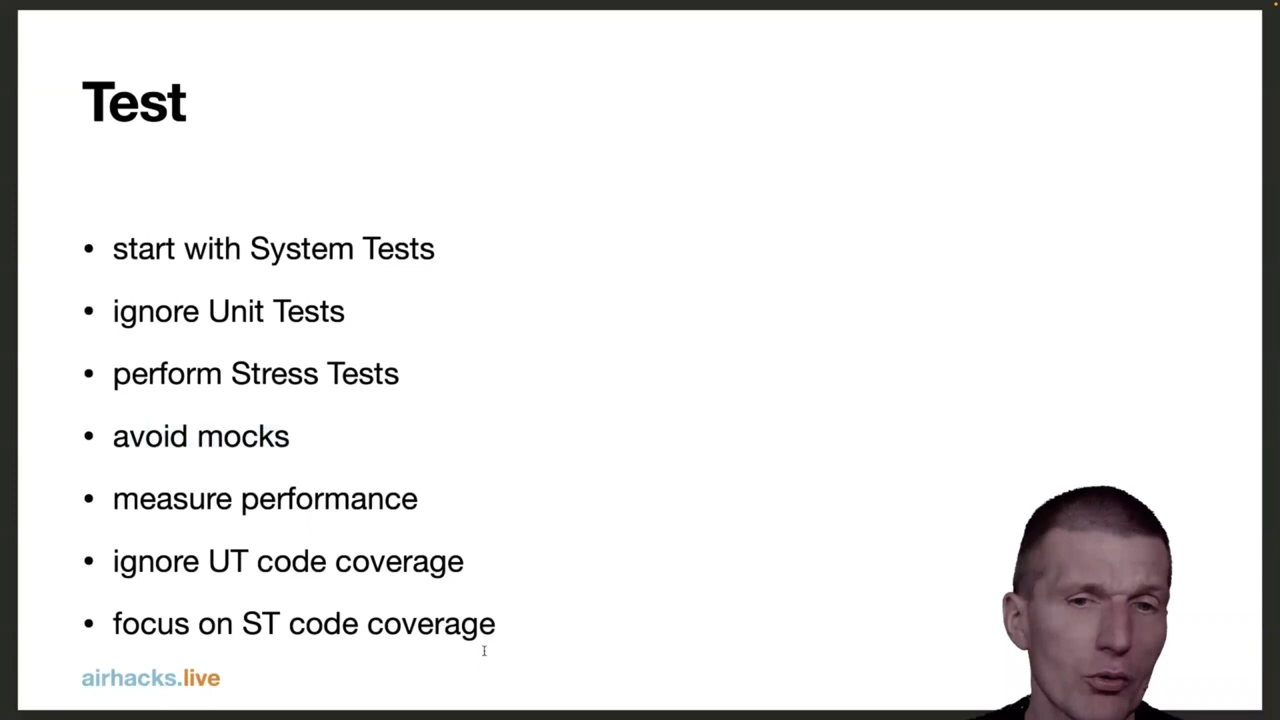 Test
• start with System Tests
• ignore Unit Tests
• perform Stress Tests
• avoid mocks
• measure performance
• ignore UT code coverage
• focus on ST code coverage
airhacks.live